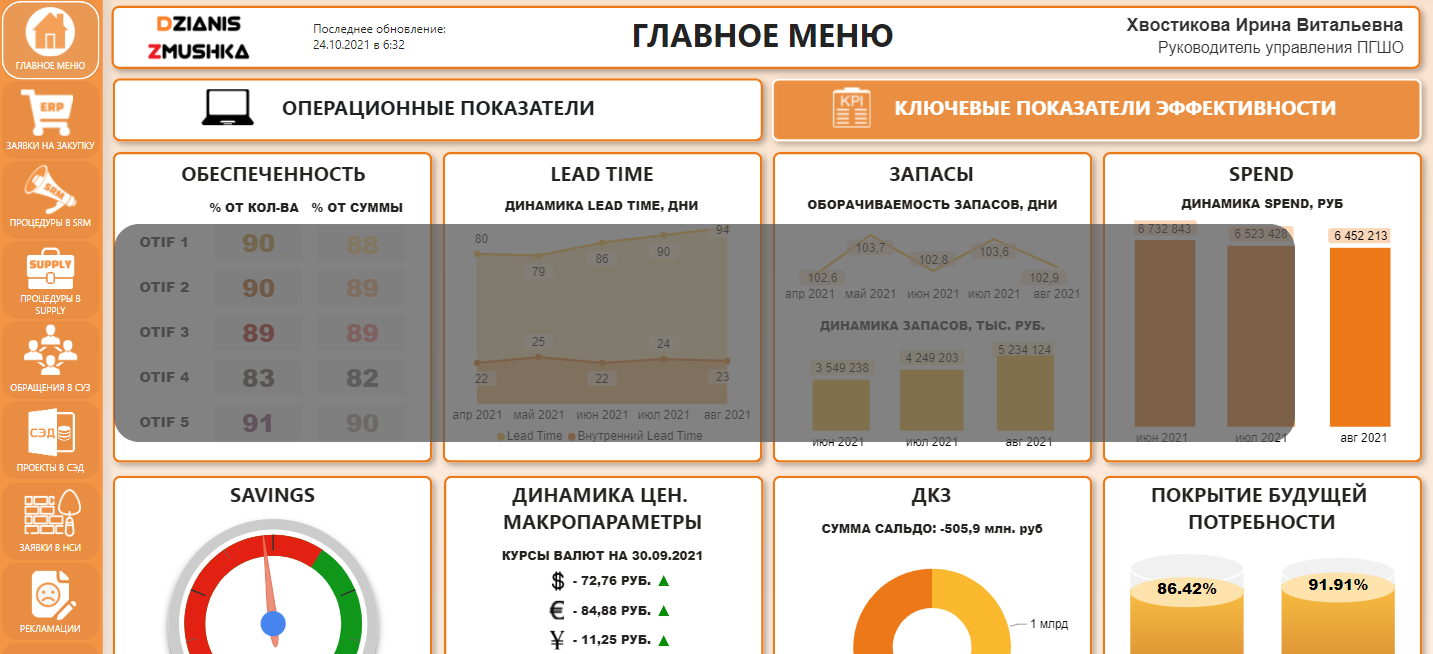 ГЛАВНОЕ МЕНЮ
ERP
ЗАЯВКИ НА ЗАКУПКУ
SRM
ПРОЦЕДУРЫ В SRM
SUPPLY
ПРОЦЕДУРЫ В
SUPPLY
ОБРАЩЕНИЯ В СУЗ
СЭД
ПРОЕКТЫ В СЭД
ЗАЯВКИ В НСИ
РЕКЛАМАЦИИ
DZIANIS
ZMUSHKA
Последнее обновление:
24.10.2021 в 6:32
ГЛАВНОЕ МЕНЮ
Хвостикова Ирина Витальевна
Руководитель управления ПГШО
ОПЕРАЦИОННЫЕ ПОКАЗАТЕЛИ
KPI
КЛЮЧЕВЫЕ ПОКАЗАТЕЛИ ЭФФЕКТИВНОСТИ
ОБЕСПЕЧЕННОСТЬ
% ОТ КОЛ-ВА % ОТ СУММЫ
OTIF 1 90 88
OTIF 2 90 89
OTIF 3 89 89
OTIF 4 83 82
OTIF 5 91 90
LEAD TIME
ДИНАМИКА LEAD TIME, ДНИ
80 79 86 90 94
22 25 22 24 23
апр 2021 май 2021 июн 2021 июл 2021 авг 2021
Lead Time Внутренний Lead Time
ЗАПАСЫ
ОБОРАЧИВАЕМОСТЬ ЗАПАСОВ, ДНИ
102,6 103,7 102,8 103,6 102,9
апр 2021 май 2021 июн 2021 июл 2021 авг 2021
ДИНАМИКА ЗАПАСОВ, ТЫС. РУБ.
3 549 238 4 249 203 5 234 124
июн 2021 июл 2021 авг 2021
SPEND
ДИНАМИКА SPEND, РУБ
6 732 843 6 523 428 6 452 213
июн 2021 июл 2021 авг 2021
SAVINGS
ДИНАМИКА ЦЕН.
МАКРОПАРАМЕТРЫ
КУРСЫ ВАЛЮТ НА 30.09.2021
$ - 72,76 РУБ.
€ - 84,88 РУБ.
¥ - 11,25 РУБ.
ДКЗ
СУММА САЛЬДО: -505,9 млн. руб
1 млрд
ПОКРЫТИЕ БУДУЩЕЙ
ПОТРЕБНОСТИ
86.42% 91.91%